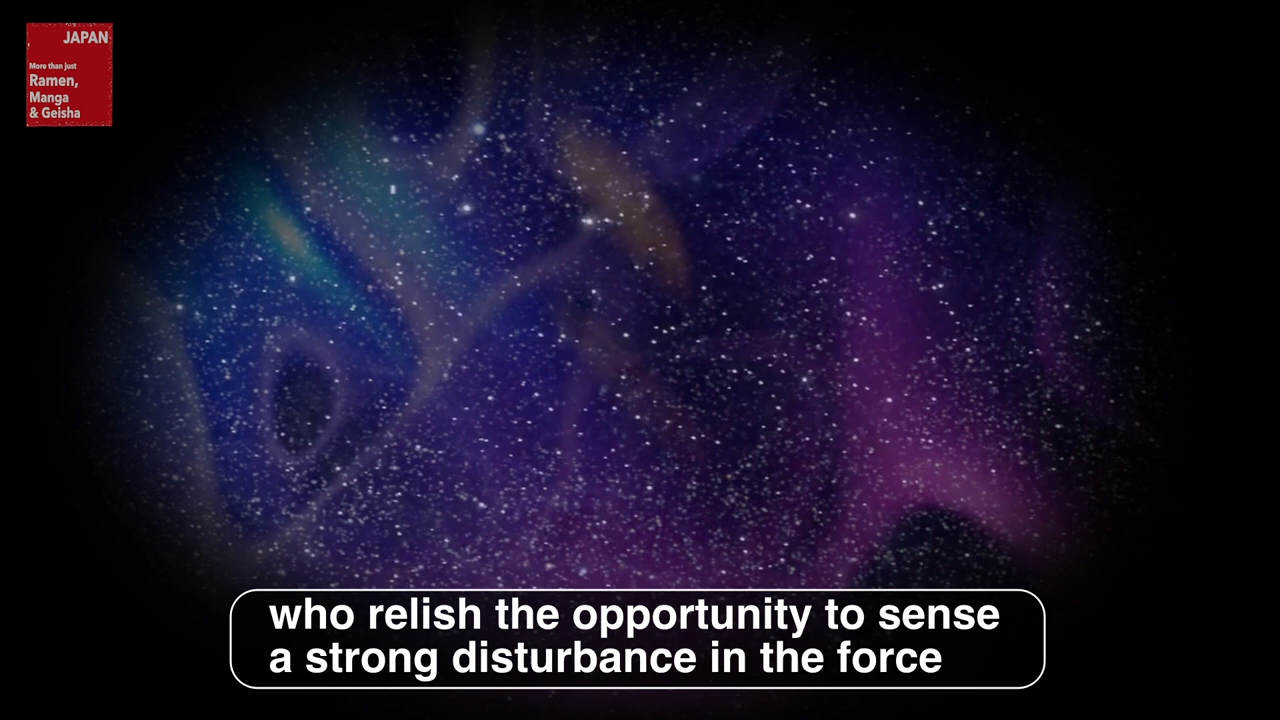 JAPAN
More than just
Ramen,
Manga
& Geisha
who relish the opportunity to sense
a strong disturbance in the force